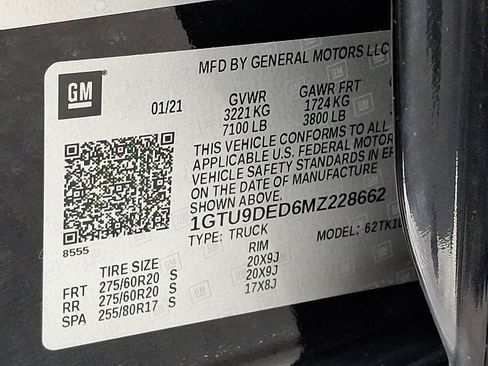 MFD BY GENERAL MOTORS LLC
GM
01/21 GVWR GAWR FRT
3221 KG 1724 KG
7100 LB 3800 LB
THIS VEHICLE CONFORMS TO ALL
APPLICABLE U.S. FEDERAL MOTOR
VEHICLE SAFETY STANDARDS IN EF
ON THE DATE OF MANUFACTURE
SHOWN ABOVE.
1GTU9DED6MZ228662
TYPE: TRUCK MODEL: 62TK10
8555
TIRE SIZE RIM
FRT 275/60R20 S 20X9J
RR 275/60R20 S 20X9J
SPA 255/80R17 S 17X8J